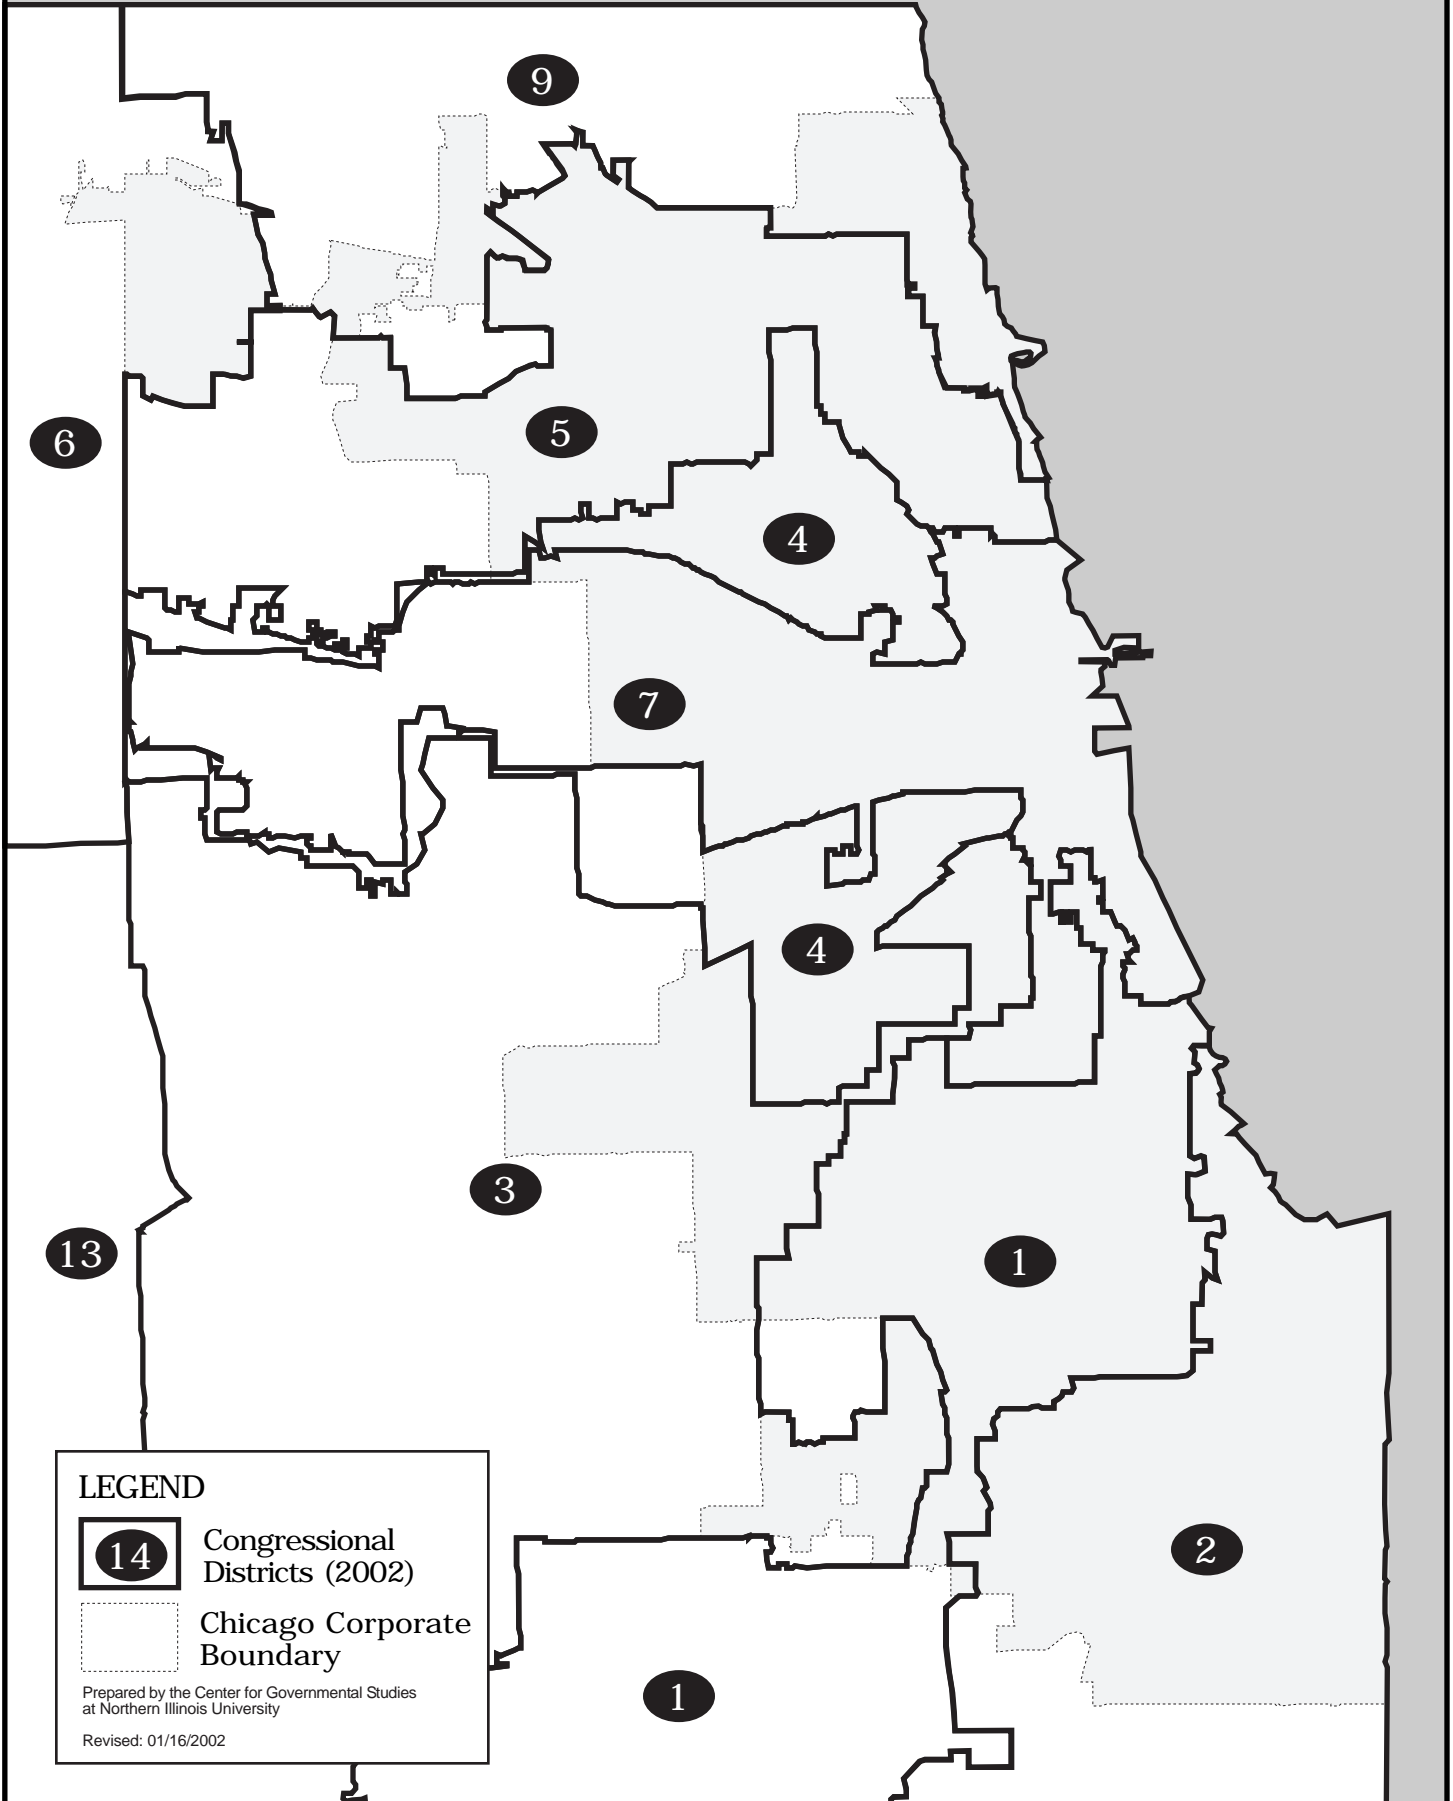 9
6
5
4
7
4
3
13
1
LEGEND
14
Congressional
Districts (2002)
Chicago Corporate
Boundary
Prepared by the Center for Governmental Studies
at Northern Illinois University
Revised: 01/16/2002
2
1